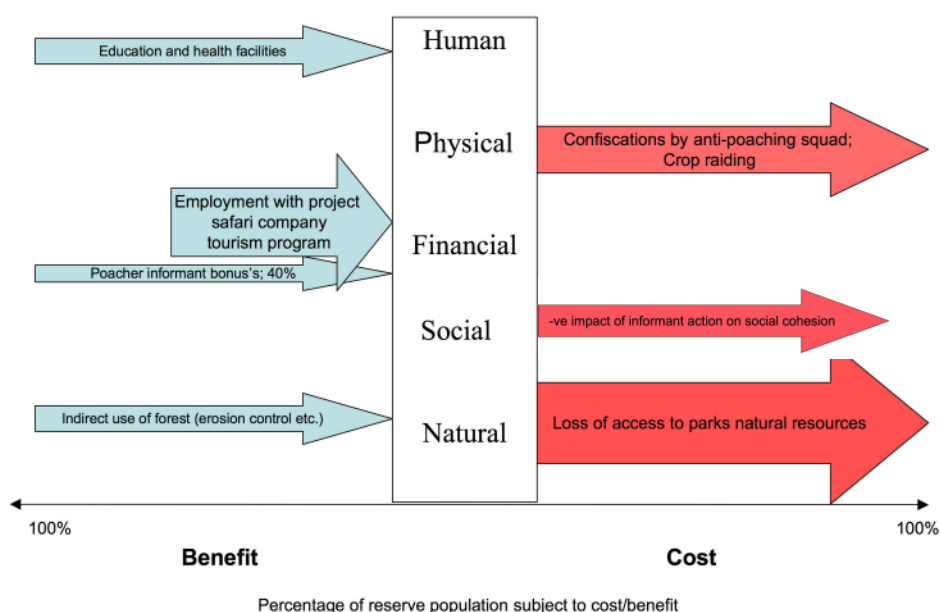 Human
Education and health facilities
Physical
Confiscations by anti-poaching squad;
Crop raiding
Employment with project
safari company
tourism program
Financial
Poacher informant bonus's; 40%
Social
-ve impact of informant action on social cohesion
Indirect use of forest (erosion control etc.)
Natural
Loss of access to parks natural resources
100%
100%
Benefit
Cost
Percentage of reserve population subject to cost/benefit